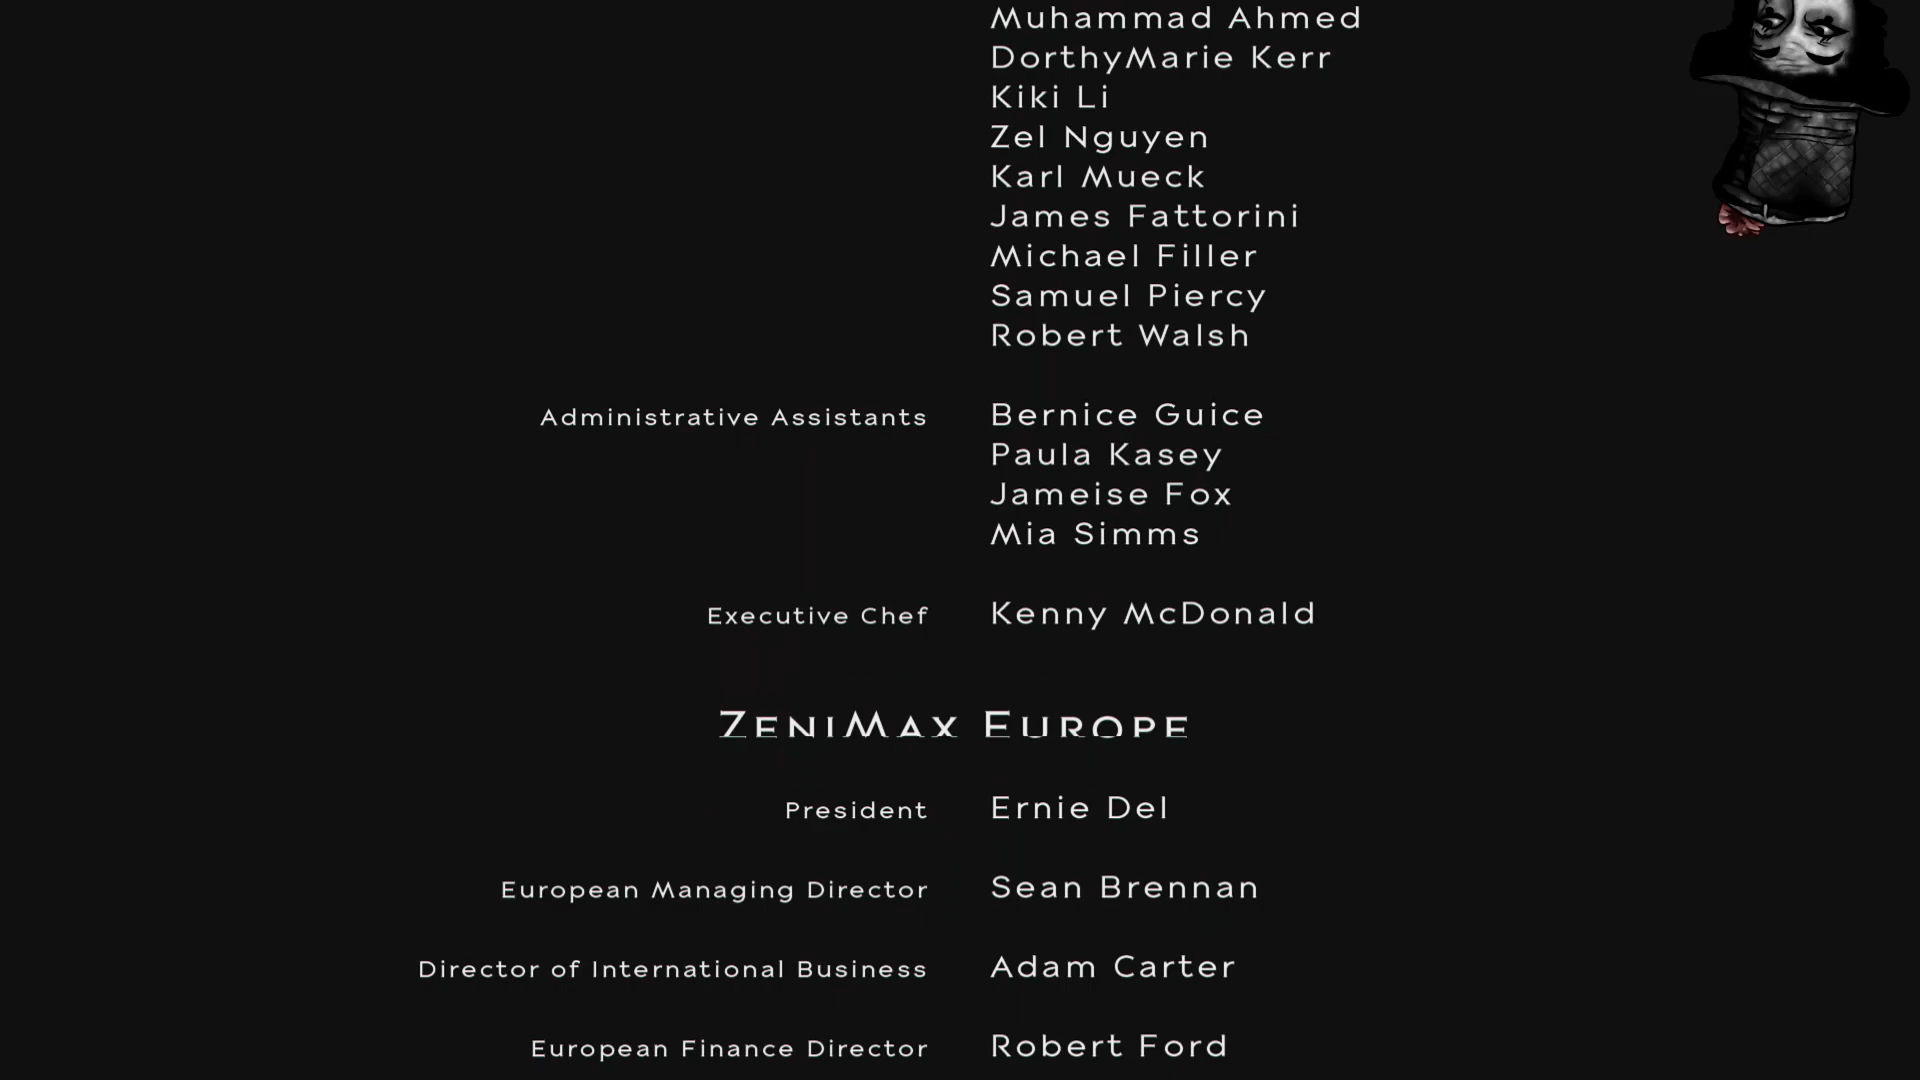 Muhammad Ahmed
DorthyMarie Kerr
Kiki Li
Zel Nguyen
Karl Mueck
James Fattorini
Michael Filler
Samuel Piercy
Robert Walsh
Administrative Assistants Bernice Guice
Paula Kasey
Jameise Fox
Mia Simms
Executive Chef Kenny McDonald
ZeniMax Europe
President Ernie Del
European Managing Director Sean Brennan
Director of International Business Adam Carter
European Finance Director Robert Ford